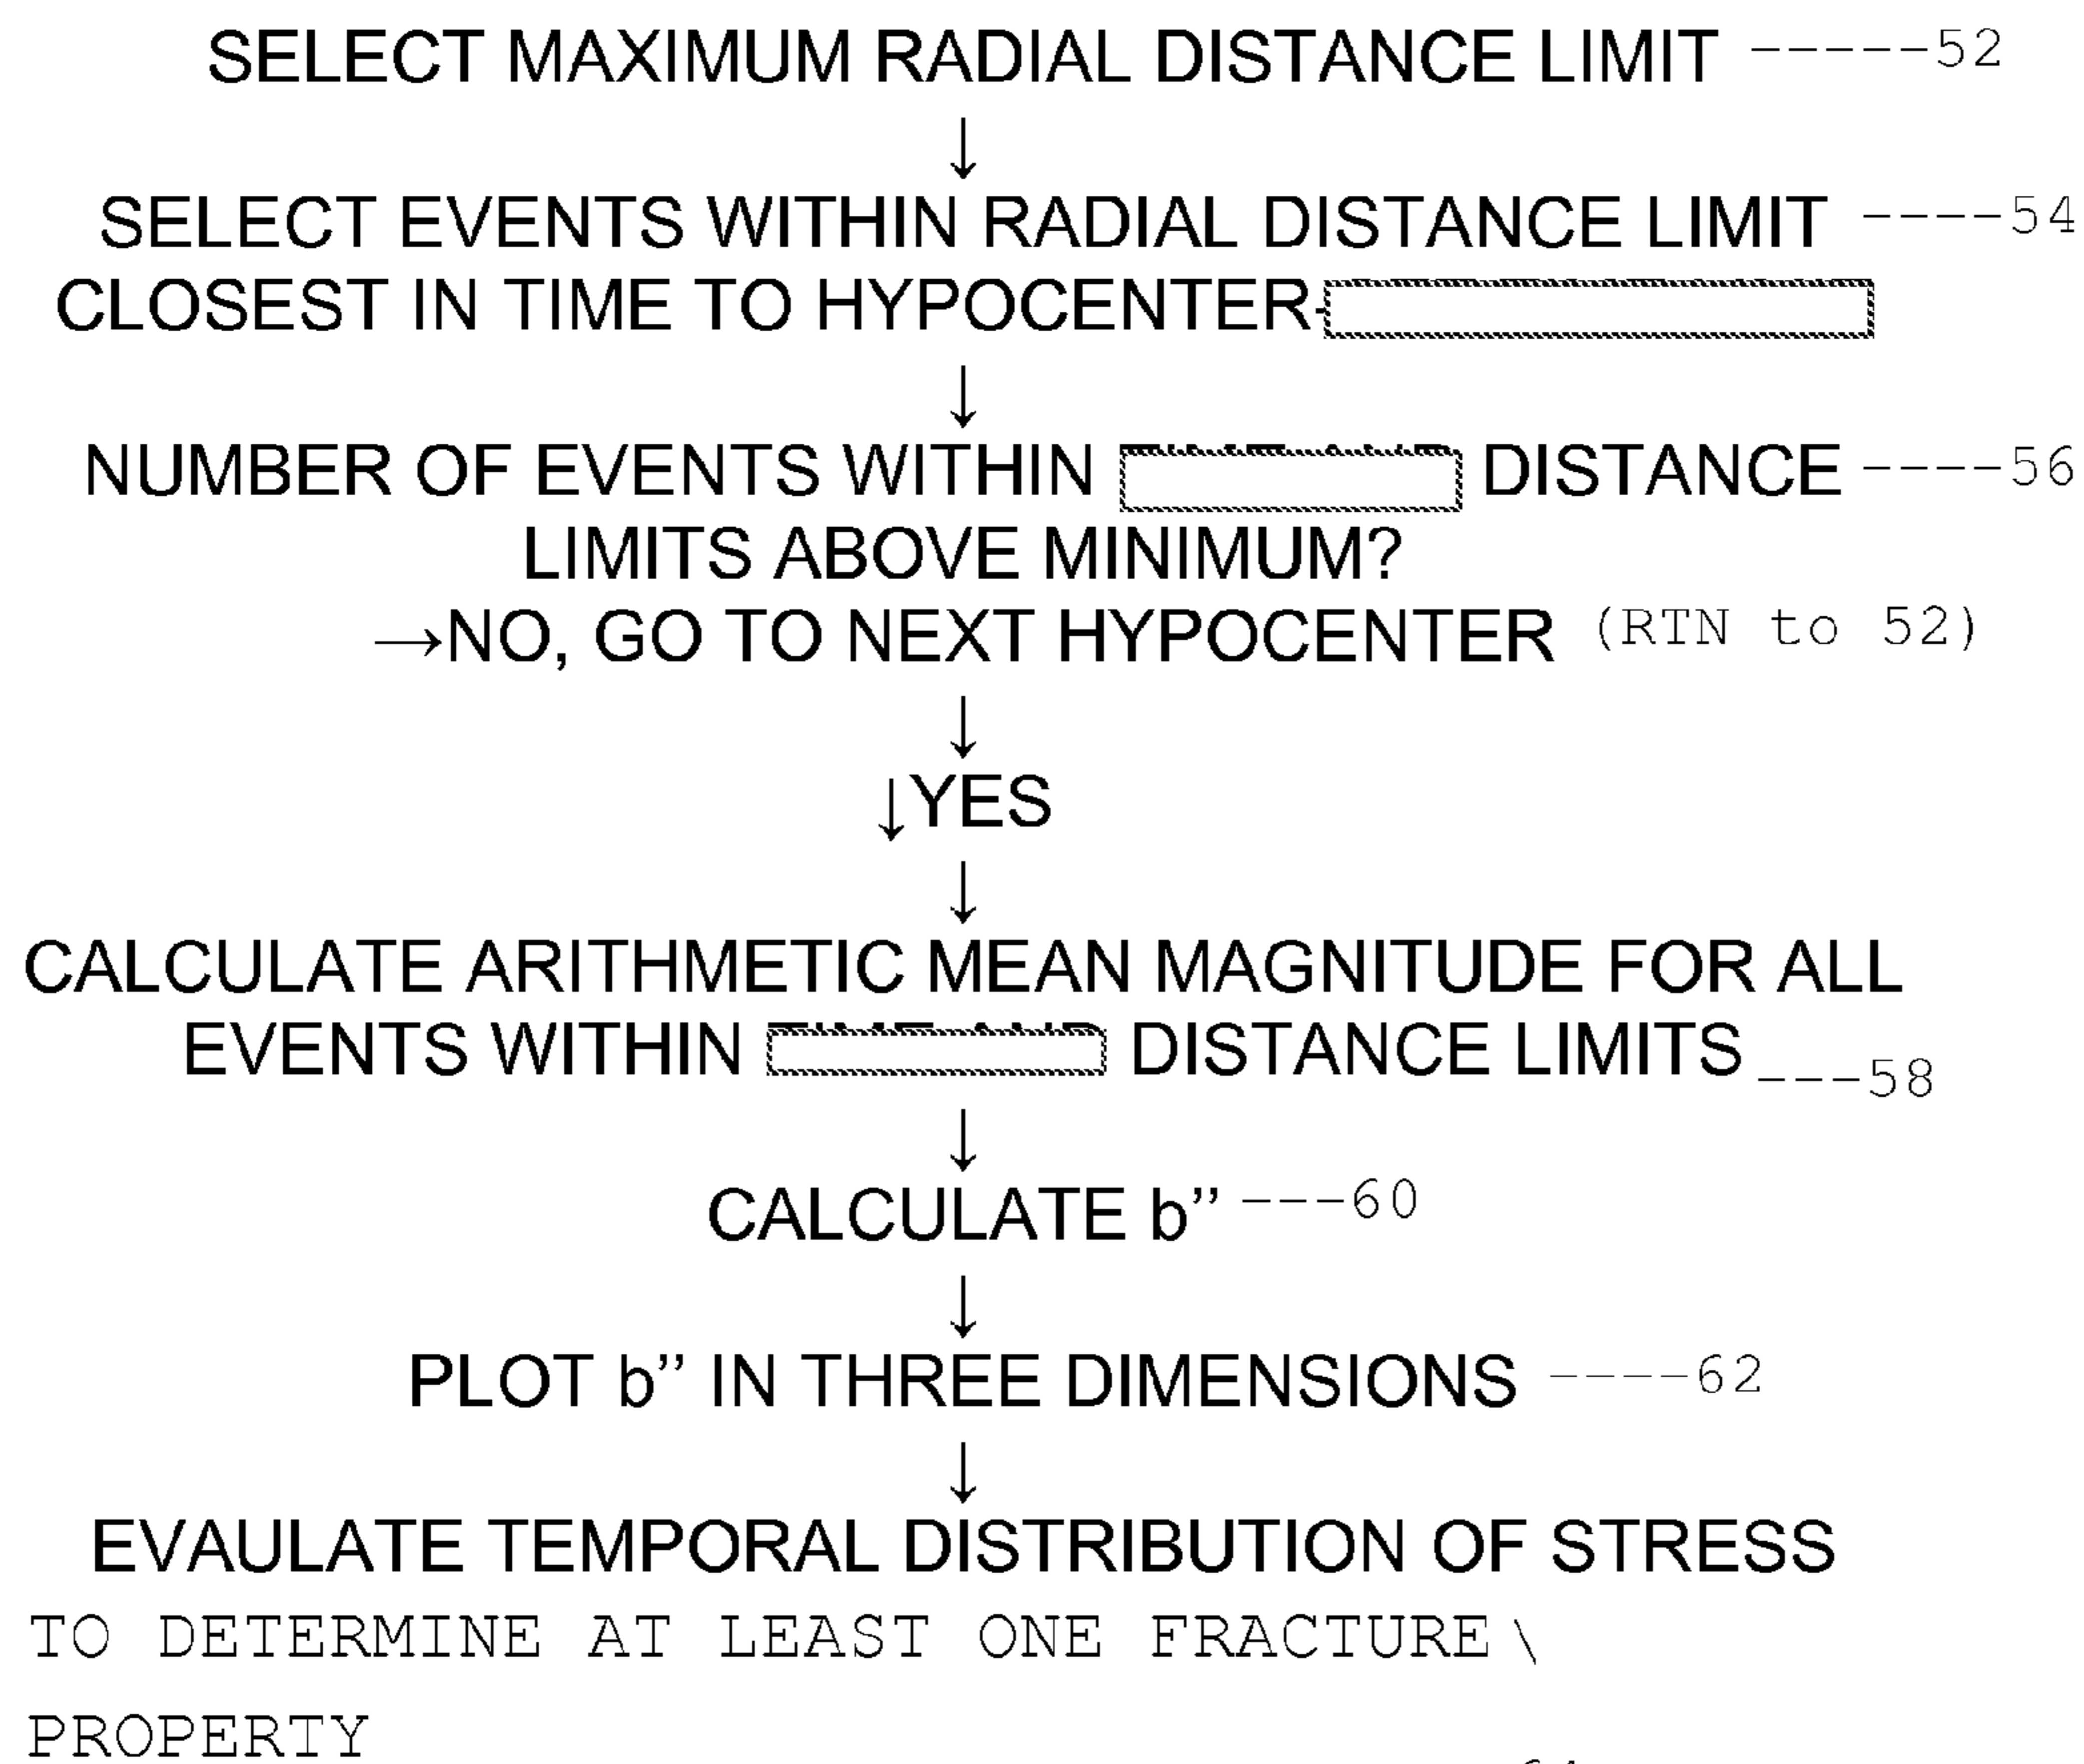 SELECT MAXIMUM RADIAL DISTANCE LIMIT -----52
↓
SELECT EVENTS WITHIN RADIAL DISTANCE LIMIT ----54
CLOSEST IN TIME TO HYPOCENTER-
↓
NUMBER OF EVENTS WITHIN DISTANCE ----56
LIMITS ABOVE MINIMUM?
→NO, GO TO NEXT HYPOCENTER (RTN to 52)
↓
↓YES
↓
CALCULATE ARITHMETIC MEAN MAGNITUDE FOR ALL
EVENTS WITHIN DISTANCE LIMITS ---58
↓
CALCULATE b” ---60
↓
PLOT b” IN THREE DIMENSIONS ----62
↓
EVAULATE TEMPORAL DISTRIBUTION OF STRESS
TO DETERMINE AT LEAST ONE FRACTURE \
PROPERTY